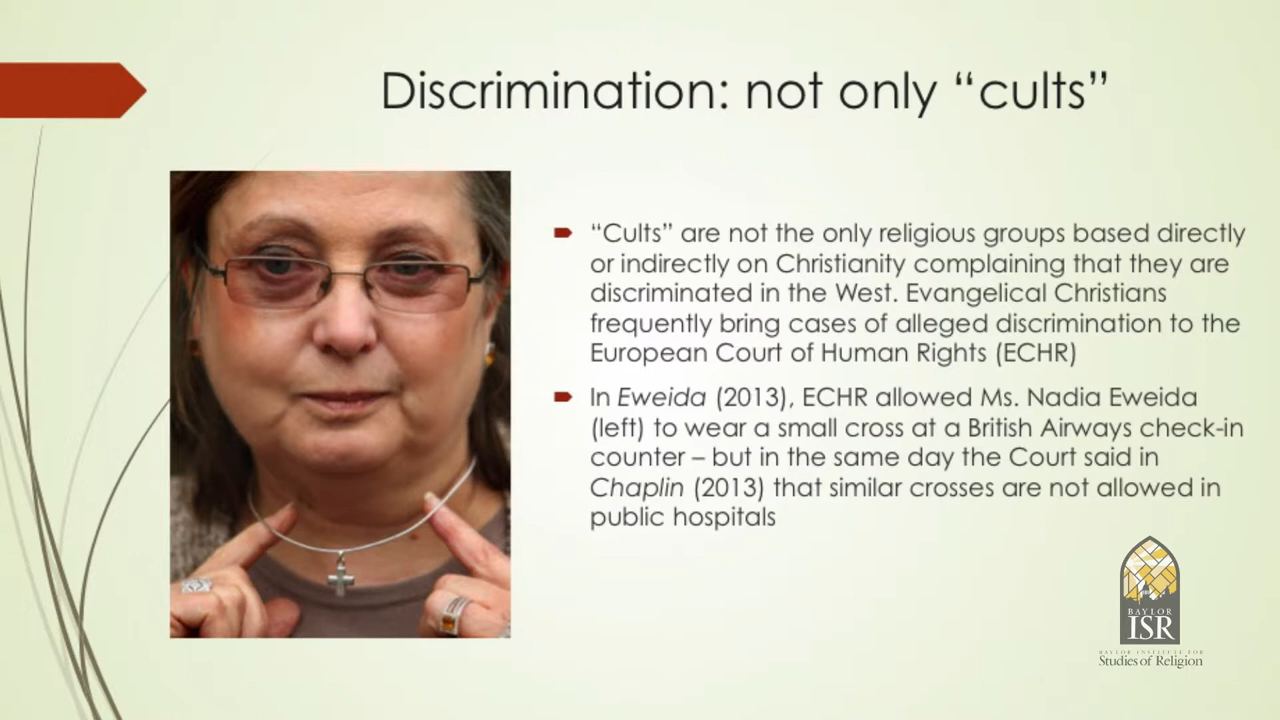 Discrimination: not only “cults”
“Cults” are not the only religious groups based directly
or indirectly on Christianity complaining that they are
discriminated in the West. Evangelical Christians
frequently bring cases of alleged discrimination to the
European Court of Human Rights (ECHR)
In Eweida (2013), ECHR allowed Ms. Nadia Eweida
(left) to wear a small cross at a British Airways check-in
counter – but in the same day the Court said in
Chaplin (2013) that similar crosses are not allowed in
public hospitals
BAYLOR
ISR
BAYLOR INSTITUTE FOR
Studies of Religion